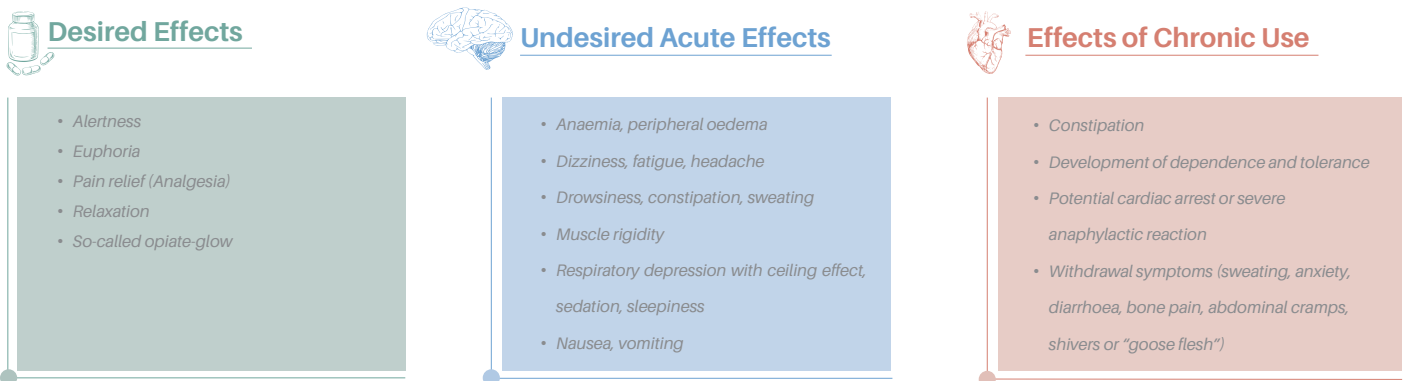 Desired Effects
• Alertness
• Euphoria
• Pain relief (Analgesia)
• Relaxation
• So-called opiate-glow
Undesired Acute Effects
• Anaemia, peripheral oedema
• Dizziness, fatigue, headache
• Drowsiness, constipation, sweating
• Muscle rigidity
• Respiratory depression with ceiling effect,
sedation, sleepiness
• Nausea, vomiting
Effects of Chronic Use
• Constipation
• Development of dependence and tolerance
• Potential cardiac arrest or severe
anaphylactic reaction
• Withdrawal symptoms (sweating, anxiety,
diarrhoea, bone pain, abdominal cramps,
shivers or “goose flesh”)